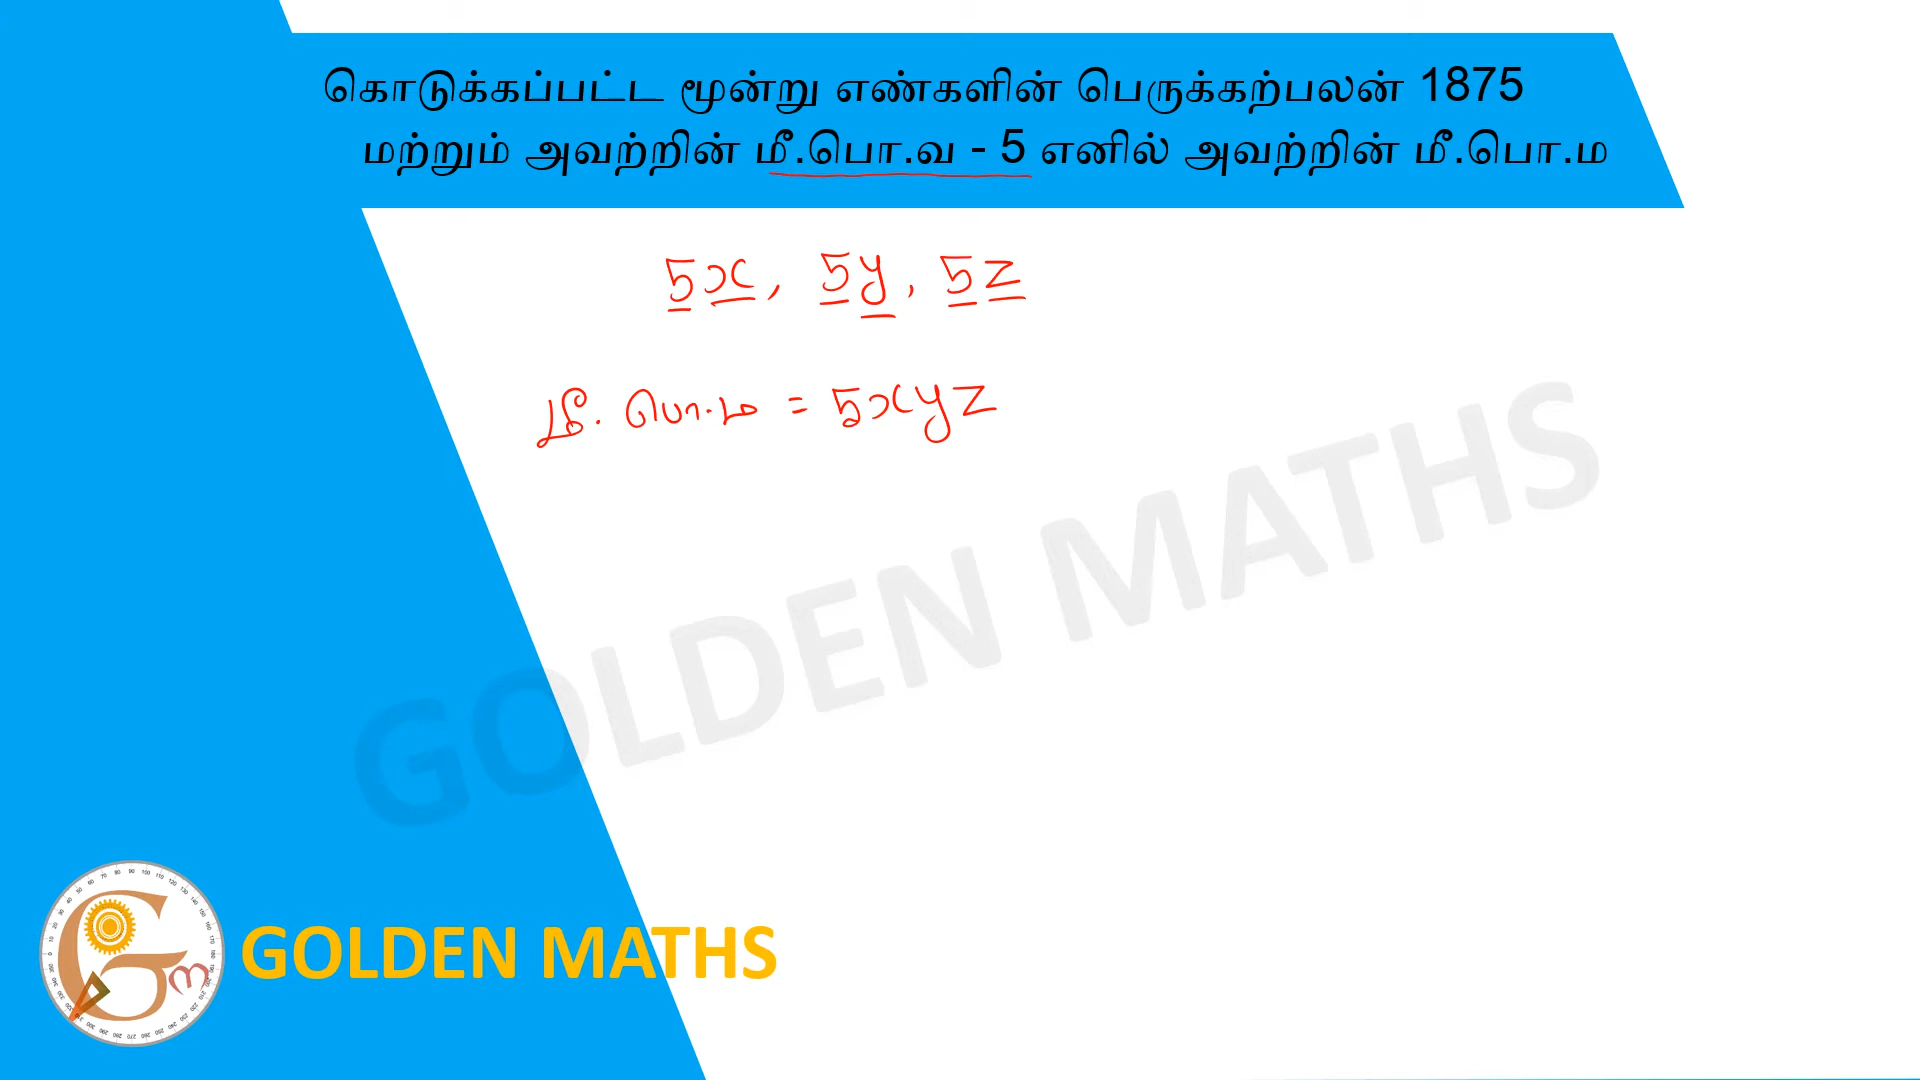 கொடுக்கப்பட்ட மூன்று எண்களின் பெருக்கற்பலன் 1875
மற்றும் அவற்றின் மீ.பொ.வ - 5 எனில் அவற்றின் மீ.பொ.ம
5x, 5y, 5z
மீ. பொ.ம = 5xyz
GOLDEN MATHS
GOLDEN MATHS